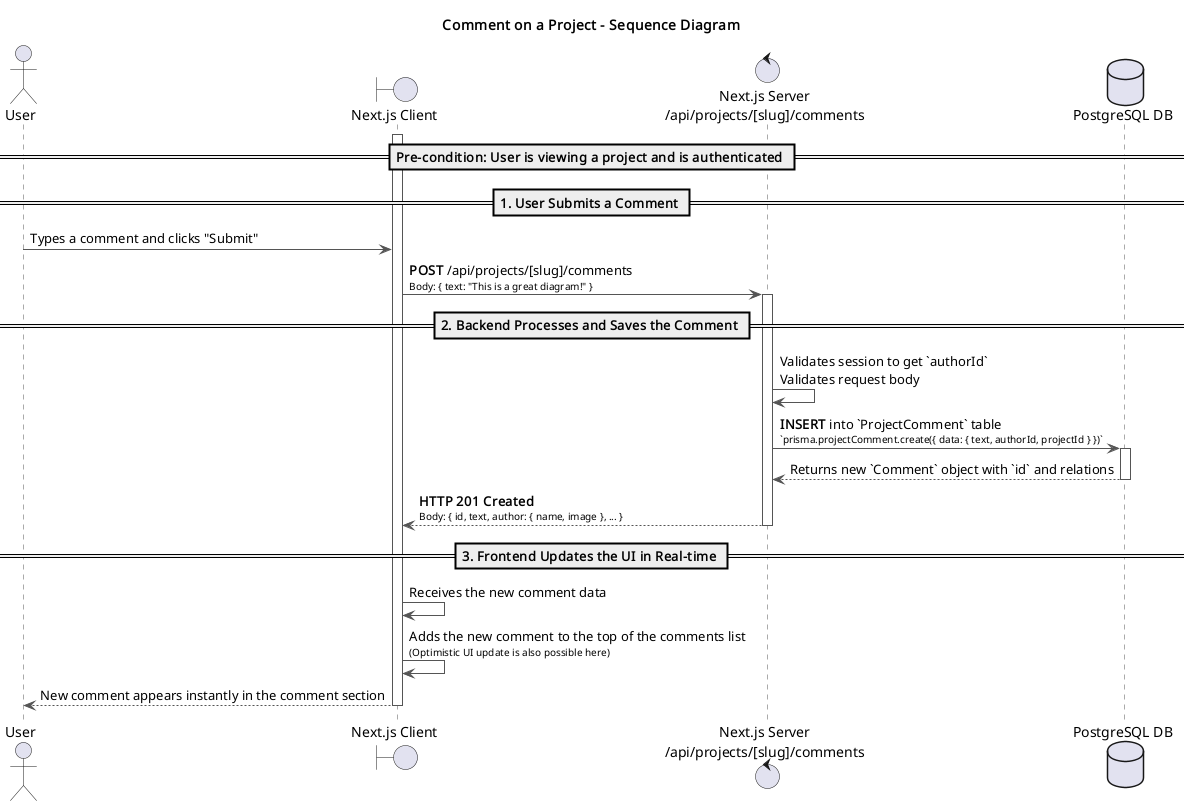 Comment on a Project - Sequence Diagram
User
Next.js Client
Next.js Server
/api/projects/[slug]/comments
PostgreSQL DB
Pre-condition: User is viewing a project and is authenticated
1. User Submits a Comment
Types a comment and clicks "Submit"
POST /api/projects/[slug]/comments
Body: { text: "This is a great diagram!" }
2. Backend Processes and Saves the Comment
Validates session to get `authorId`
Validates request body
INSERT into `ProjectComment` table
`prisma.projectComment.create({ data: { text, authorId, projectId } })`
Returns new `Comment` object with `id` and relations
HTTP 201 Created
Body: { id, text, author: { name, image }, ... }
3. Frontend Updates the UI in Real-time
Receives the new comment data
Adds the new comment to the top of the comments list
(Optimistic UI update is also possible here)
New comment appears instantly in the comment section
User
Next.js Client
Next.js Server
/api/projects/[slug]/comments
PostgreSQL DB